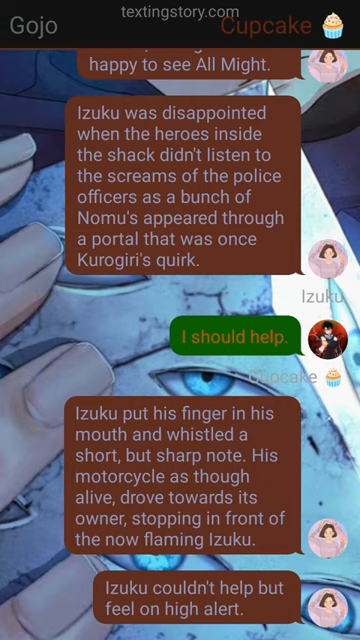 textingstory.com
Gojo
Cupcake 🧁
happy to see All Might.
Izuku was disappointed
when the heroes inside
the shack didn't listen to
the screams of the police
officers as a bunch of
Nomu's appeared through
a portal that was once
Kurogiri's quirk.
Izuku
I should help.
Cupcake 🧁
Izuku put his finger in his
mouth and whistled a
short, but sharp note. His
motorcycle as though
alive, drove towards its
owner, stopping in front of
the now flaming Izuku.
Izuku couldn't help but
feel on high alert.